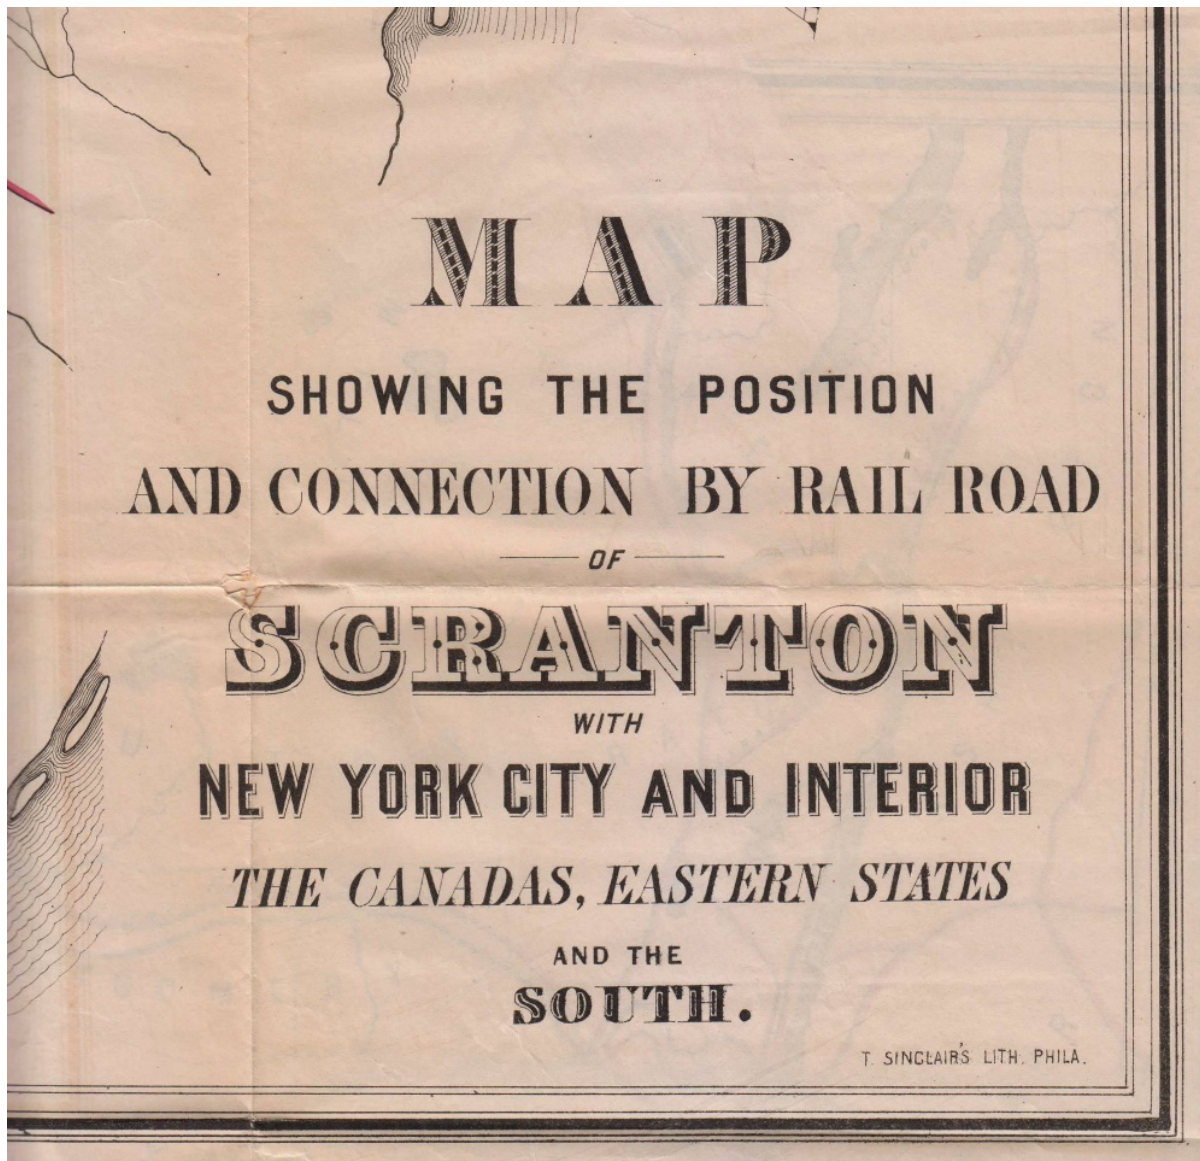 MAP
SHOWING THE POSITION
AND CONNECTION BY RAIL ROAD
OF
SCRANTON
WITH
NEW YORK CITY AND INTERIOR
THE CANADAS, EASTERN STATES
AND THE
SOUTH.
T. SINCLAIR'S LITH. PHILA.